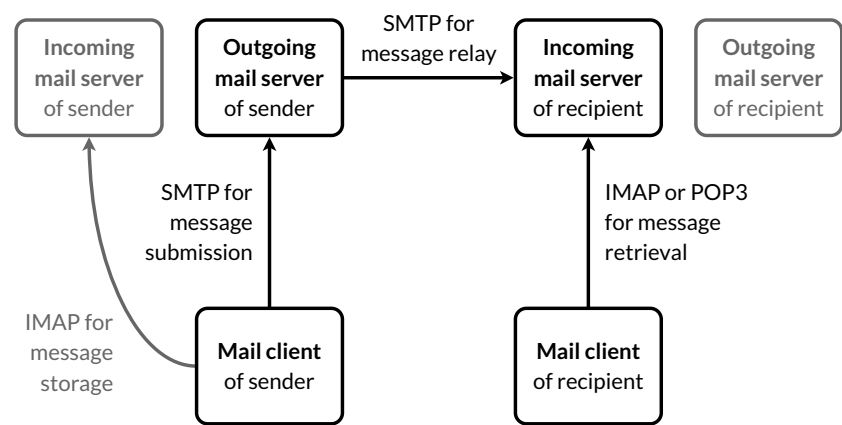 Incoming
mail server
of sender
Outgoing
mail server
of sender
SMTP for
message relay
Incoming
mail server
of recipient
Outgoing
mail server
of recipient
SMTP for
message
submission
IMAP or POP3
for message
retrieval
IMAP for
message
storage
Mail client
of sender
Mail client
of recipient